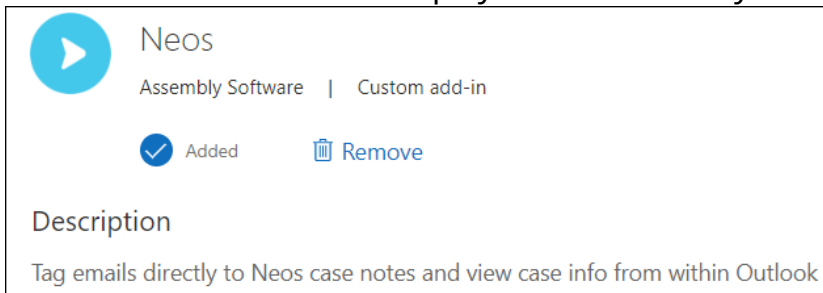 Neos
Assembly Software | Custom add-in
Added Remove
Description
Tag emails directly to Neos case notes and view case info from within Outlook